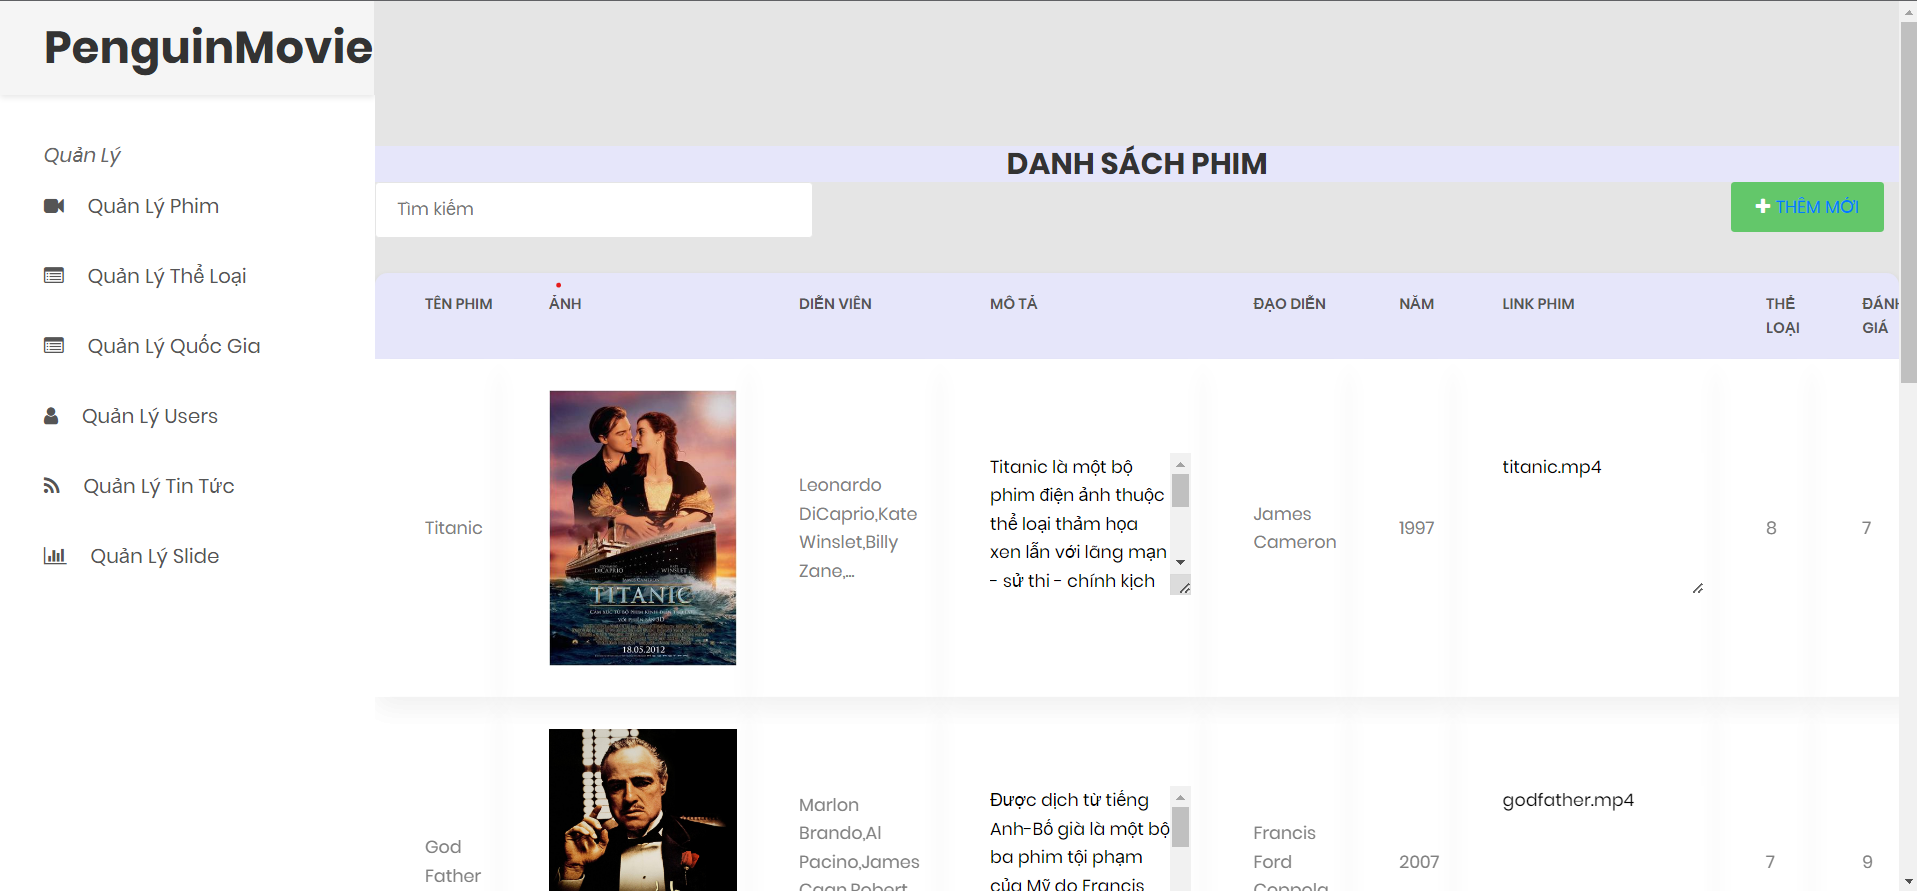 PenguinMovie
Quản Lý
Quản Lý Phim
Quản Lý Thể Loại
Quản Lý Quốc Gia
Quản Lý Users
Quản Lý Tin Tức
Quản Lý Slide
DANH SÁCH PHIM
Tìm kiếm
THÊM MỚI
TÊN PHIM
ẢNH
DIỄN VIÊN
MÔ TẢ
ĐẠO DIỄN
NĂM
LINK PHIM
THỂ
LOẠI
ĐÁNH
GIÁ
Titanic
DICAPRIO
WINSLET
TITANIC
18.05.2012
Leonardo
DiCaprio,Kate
Winslet,Billy
Zane,...
Titanic là một bộ
phim điện ảnh thuộc
thể loại thảm họa
xen lẫn với lãng mạn
- sử thi - chính kịch
James
Cameron
1997
titanic.mp4
8
7
God
Father
Marlon
Brando,Al
Pacino,James
Caan,Robert
Được dịch từ tiếng
Anh-Bố già là một bộ
ba phim tội phạm
của Mỹ do Francis
Francis
Ford
Coppola
2007
godfather.mp4
7
9